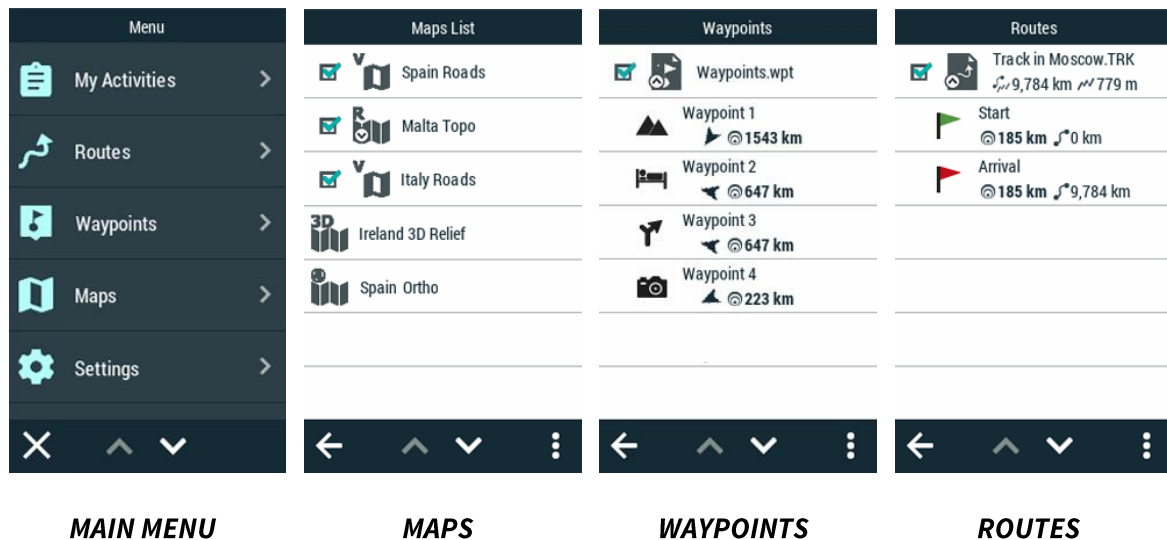 Menu
My Activities
Routes
Waypoints
Maps
Settings
MAIN MENU
Maps List
V
Spain Roads
R
Malta Topo
V
Italy Roads
3D
Ireland 3D Relief
Spain Ortho
MAPS
Waypoints
Waypoints.wpt
Waypoint 1
1543 km
Waypoint 2
647 km
Waypoint 3
647 km
Waypoint 4
223 km
WAYPOINTS
Routes
Track in Moscow.TRK
9,784 km 779 m
Start
185 km 0 km
Arrival
185 km 9,784 km
ROUTES